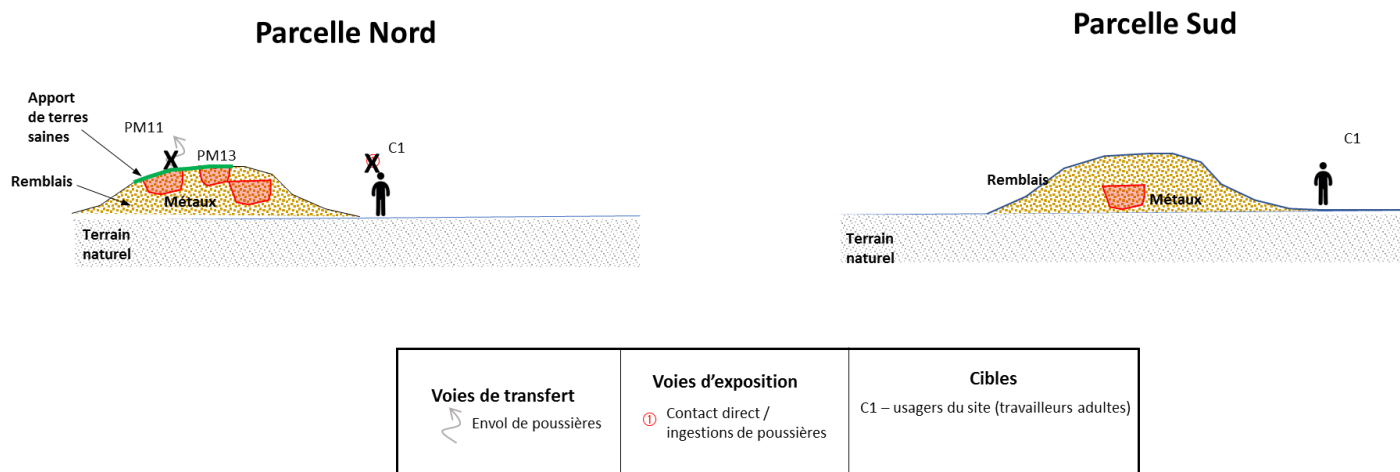 Parcelle Nord
Parcelle Sud
Apport
de terres
saines
PM11
PM13
C1
Remblais
Métaux
Terrain
naturel
C1
Remblais
Métaux
Terrain
naturel
Voies de transfert
Envol de poussières
Voies d’exposition
① Contact direct /
ingestions de poussières
Cibles
C1 – usagers du site (travailleurs adultes)